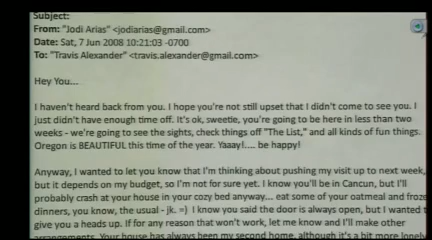 Subject:
From: "Jodi Arias" <jodiarias@gmail.com>
Date: Sat, 7 Jun 2008 10:21:03 -0700
To: "Travis Alexander" <travis.alexander@gmail.com>
Hey You...
I haven't heard back from you. I hope you're not still upset that I didn't come to see you. I
just didn't have enough time off. It's ok, sweetie, you're going to be here in less than two
weeks - we're going to see the sights, check things off "The List," and all kinds of fun things.
Oregon is BEAUTIFUL this time of the year. Yaaay!.... be happy!
Anyway, I wanted to let you know that I'm thinking about pushing my visit up to next week,
but it depends on my budget, so I'm not for sure yet. I know you'll be in Cancun, but I'll
probably crash at your house in your cozy bed anyway... eat some of your oatmeal and froze
dinners, you know, the usual - jk. =) I know you said the door is always open, but I wanted t
give you a heads up. If for any reason that won't work, let me know and I'll make other
arrangements. Your house has always been my second home, although it's a bit more lonely